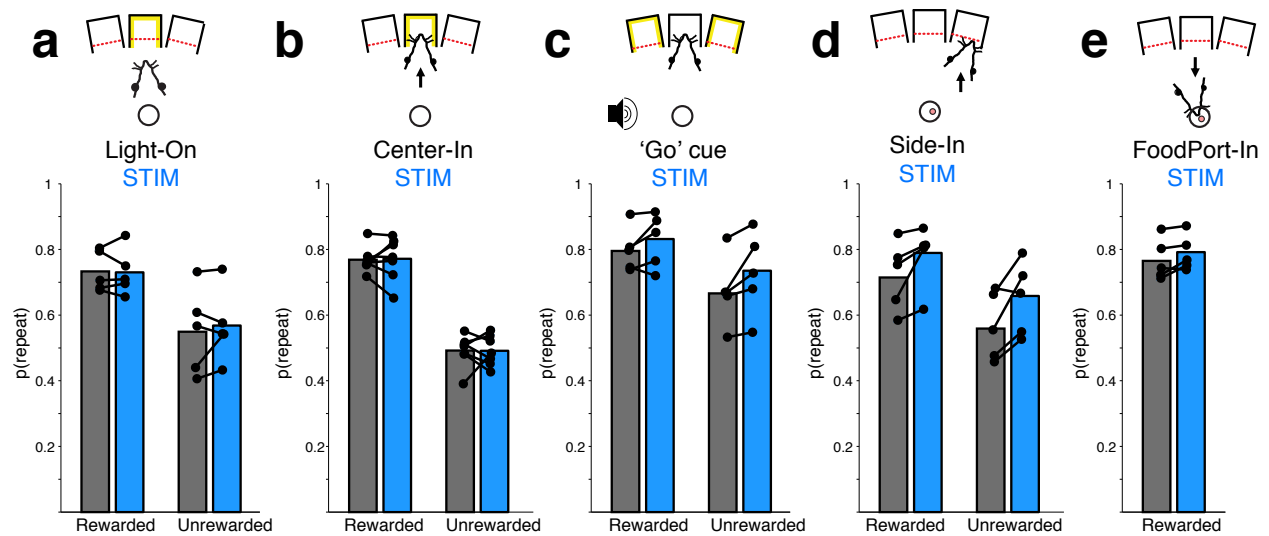 a
Light-On
STIM
p(repeat)
1
0.8
0.6
0.4
0.2
Rewarded Unrewarded
b
Center-In
STIM
p(repeat)
1
0.8
0.6
0.4
0.2
Rewarded Unrewarded
c
‘Go’ cue
STIM
p(repeat)
1
0.8
0.6
0.4
0.2
Rewarded Unrewarded
d
Side-In
STIM
p(repeat)
1
0.8
0.6
0.4
0.2
Rewarded Unrewarded
e
FoodPort-In
STIM
p(repeat)
1
0.8
0.6
0.4
0.2
Rewarded